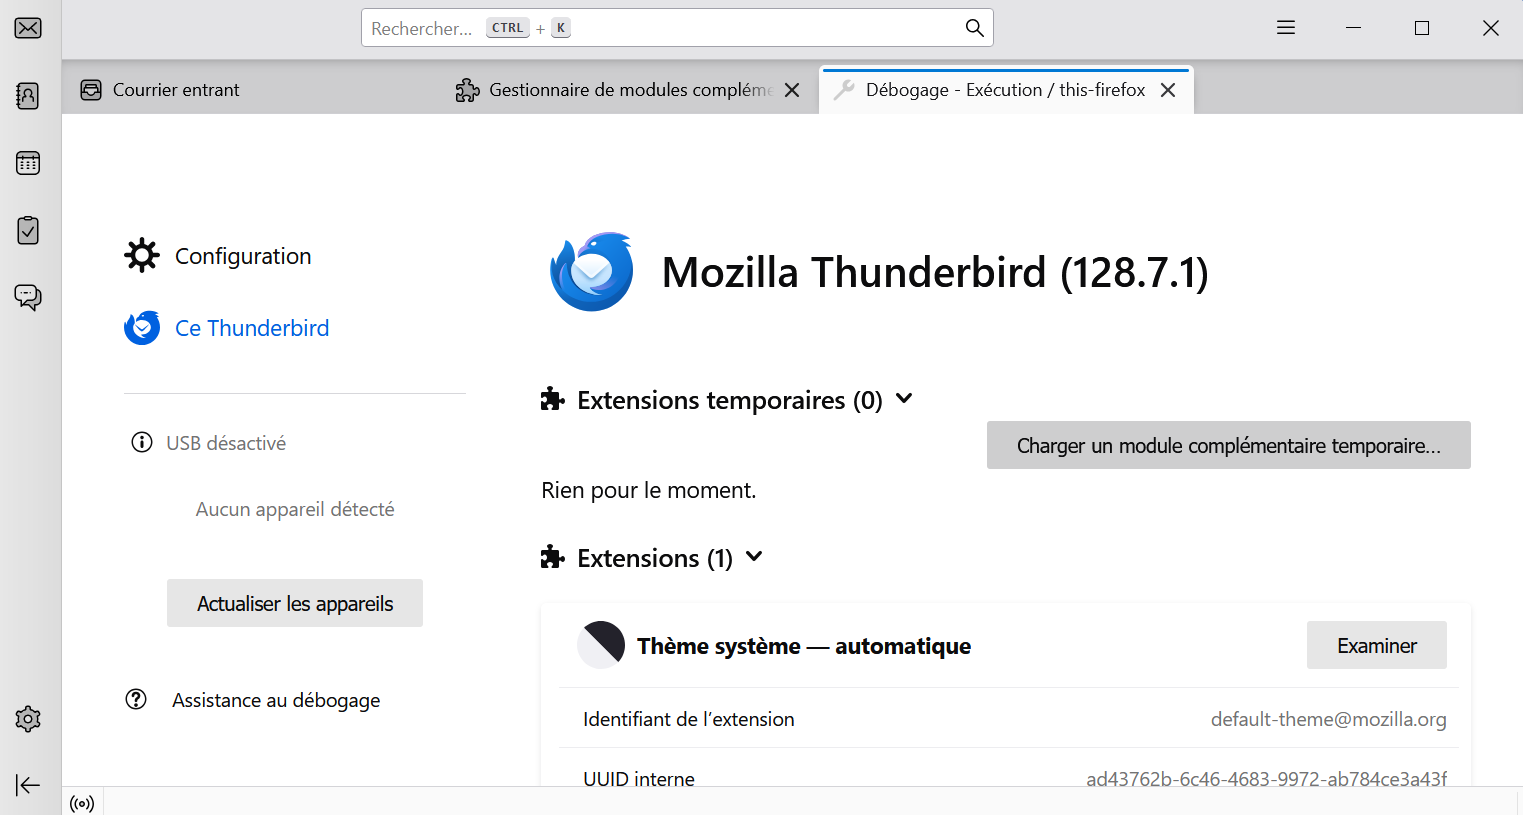 Rechercher... CTRL + K
Courrier entrant
Gestionnaire de modules compléme
Débogage - Exécution / this-firefox
Configuration
Ce Thunderbird
USB désactivé
Aucun appareil détecté
Actualiser les appareils
Assistance au débogage
Mozilla Thunderbird (128.7.1)
Extensions temporaires (0)
Charger un module complémentaire temporaire...
Rien pour le moment.
Extensions (1)
Thème système — automatique
Examiner
Identifiant de l’extension default-theme@mozilla.org
UUID interne ad43762b-6c46-4683-9972-ab784ce3a43f